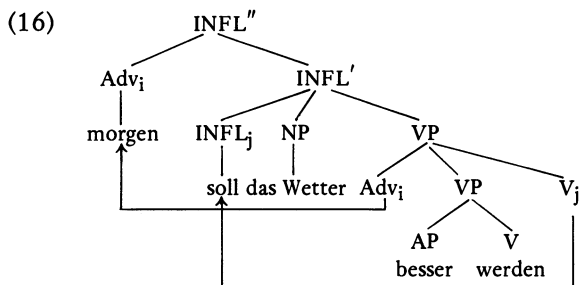 (16) INFL″
Advᵢ INFL′
morgen INFLⱼ NP VP
soll das Wetter Advᵢ VP Vⱼ
AP V
besser werden